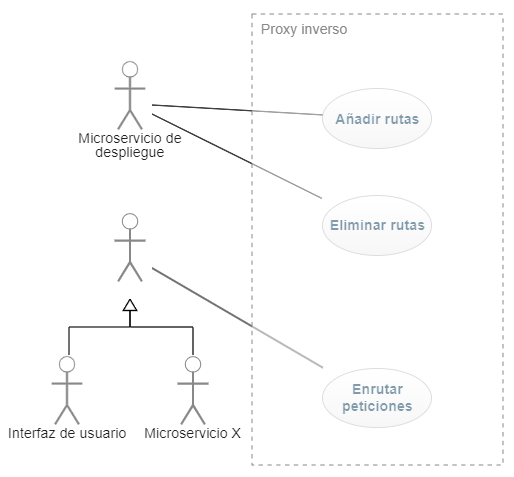 Proxy inverso
Microservicio de
despliegue
Añadir rutas
Eliminar rutas
Enrutar
peticiones
Interfaz de usuario
Microservicio X